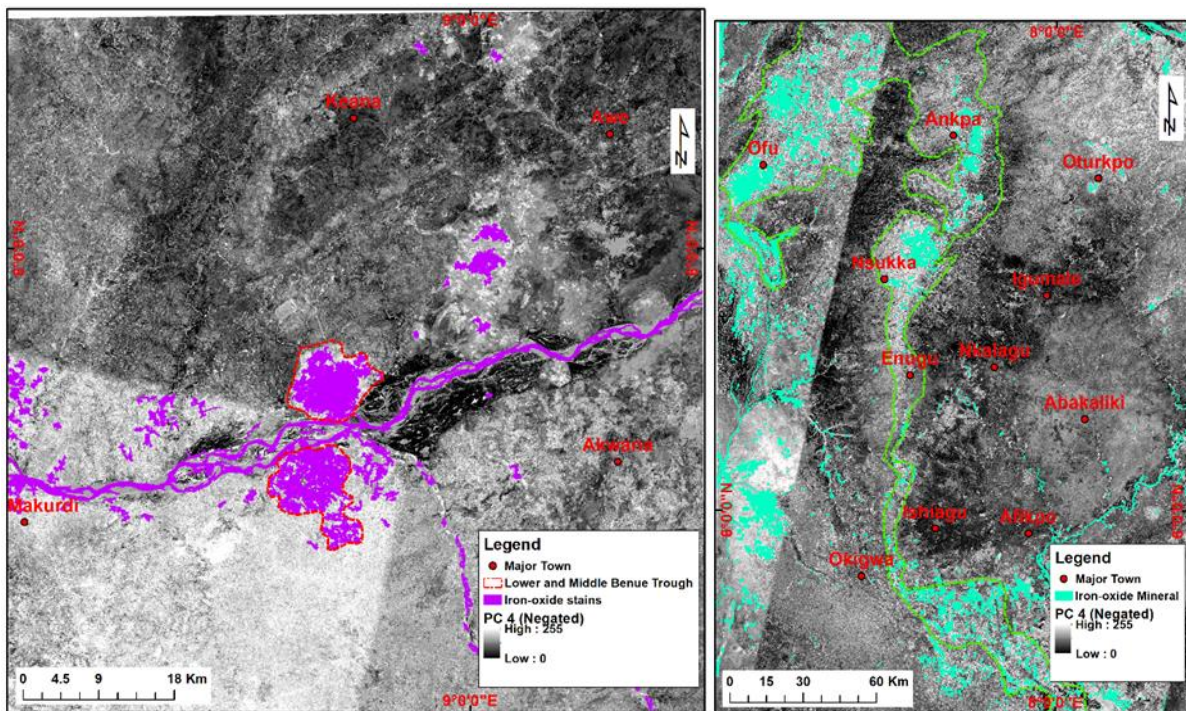 9°0'0"E
Keana
Awe
N
Makurdi
Akwana
Legend
Major Town
Lower and Middle Benue Trough
Iron-oxide stains
PC 4 (Negated)
High : 255
Low : 0
0 4.5 9 18 Km
9°0'0"E
8°0'0"E
N
Ankpa
Ofu
Oturkpo
Nsukka
Igumale
Enugu
Nkalagu
Abakaliki
Ishiagu
Afikpo
Okigwa
Legend
Major Town
Iron-oxide Mineral
PC 4 (Negated)
High : 255
Low : 0
0 15 30 60 Km
8°0'0"E